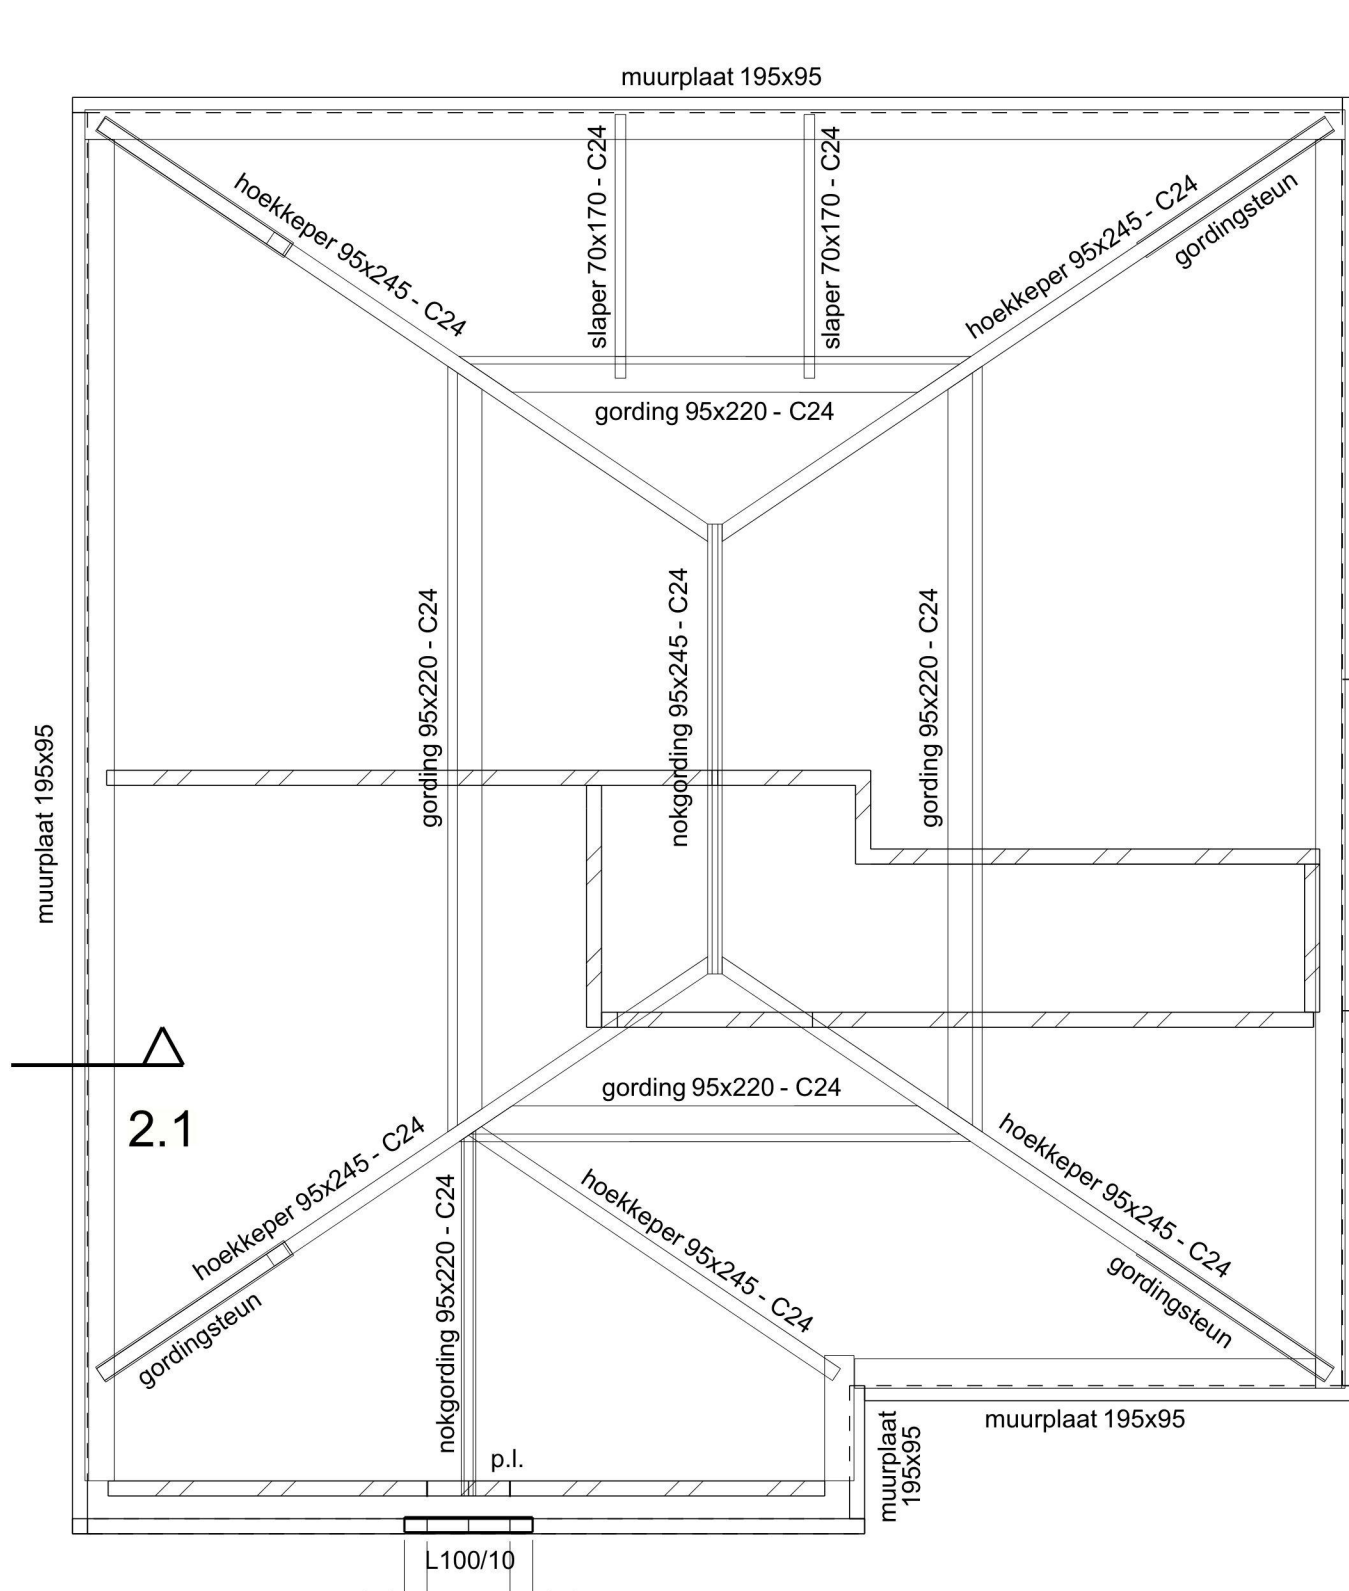 muurplaat 195x95
slaper 70x170 - C24
slaper 70x170 - C24
hoekkeper 95x245 - C24
hoekkeper 95x245 - C24
gordingsteun
gording 95x220 - C24
gording 95x220 - C24
nokgording 95x245 - C24
gording 95x220 - C24
muurplaat 195x95
2.1
gording 95x220 - C24
hoekkeper 95x245 - C24
gordingsteun
nokgording 95x220 - C24
hoekkeper 95x245 - C24
hoekkeper 95x245 - C24
gordingsteun
muurplaat 195x95
muurplaat
195x95
p.l.
L100/10